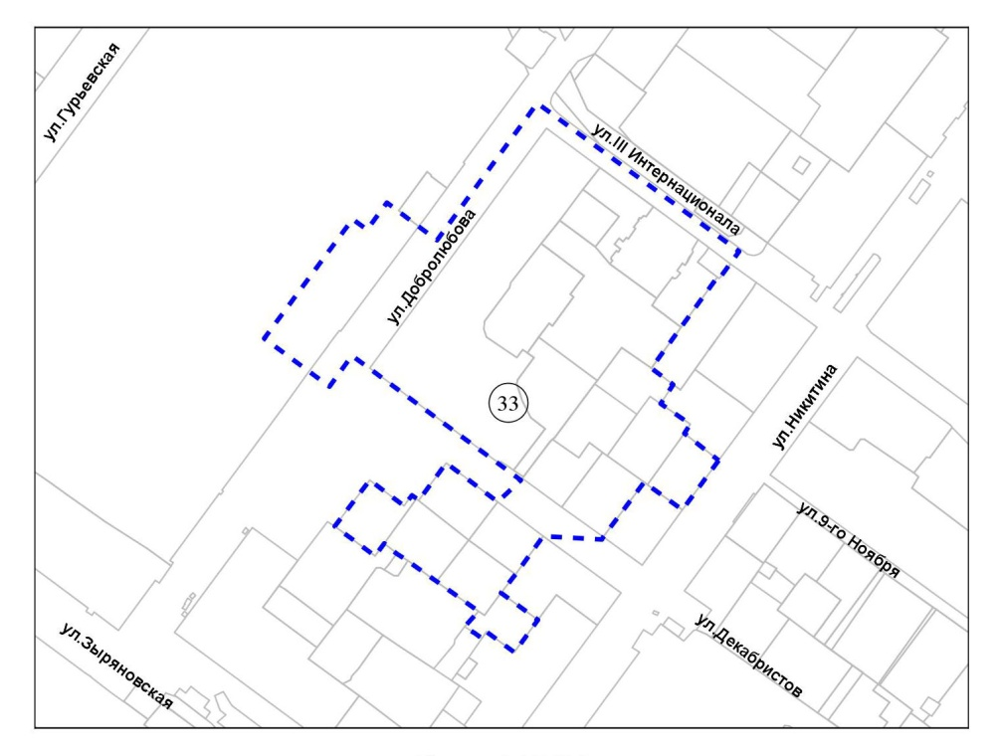 ул.Гурьевская
ул.III Интернационала
ул.Добролюбова
33
ул.Никитина
ул.9-го Ноября
ул.Декабристов
ул.Зыряновская